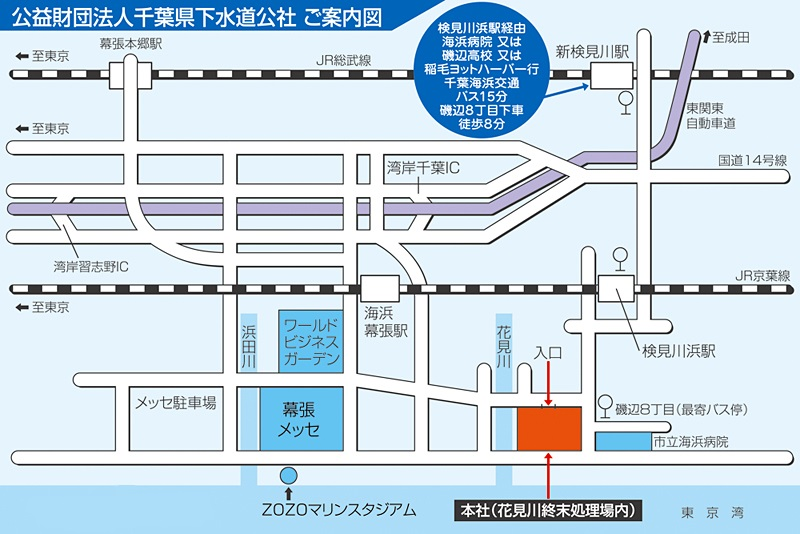 公益財団法人千葉県下水道公社 ご案内図
検見川浜駅経由
海浜病院 又は
磯辺高校 又は
稲毛ヨットハーバー行
千葉海浜交通
バス15分
磯辺8丁目下車
徒歩8分
至東京
幕張本郷駅
JR総武線
新検見川駅
至成田
東関東
自動車道
至東京
湾岸千葉IC
国道14号線
湾岸習志野IC
JR京葉線
至東京
海浜
幕張駅
検見川浜駅
浜田川
ワールド
ビジネス
ガーデン
花見川
入口
メッセ駐車場
幕張
メッセ
磯辺8丁目(最寄バス停)
市立海浜病院
ZOZOマリンスタジアム
本社(花見川終末処理場内)
東京湾